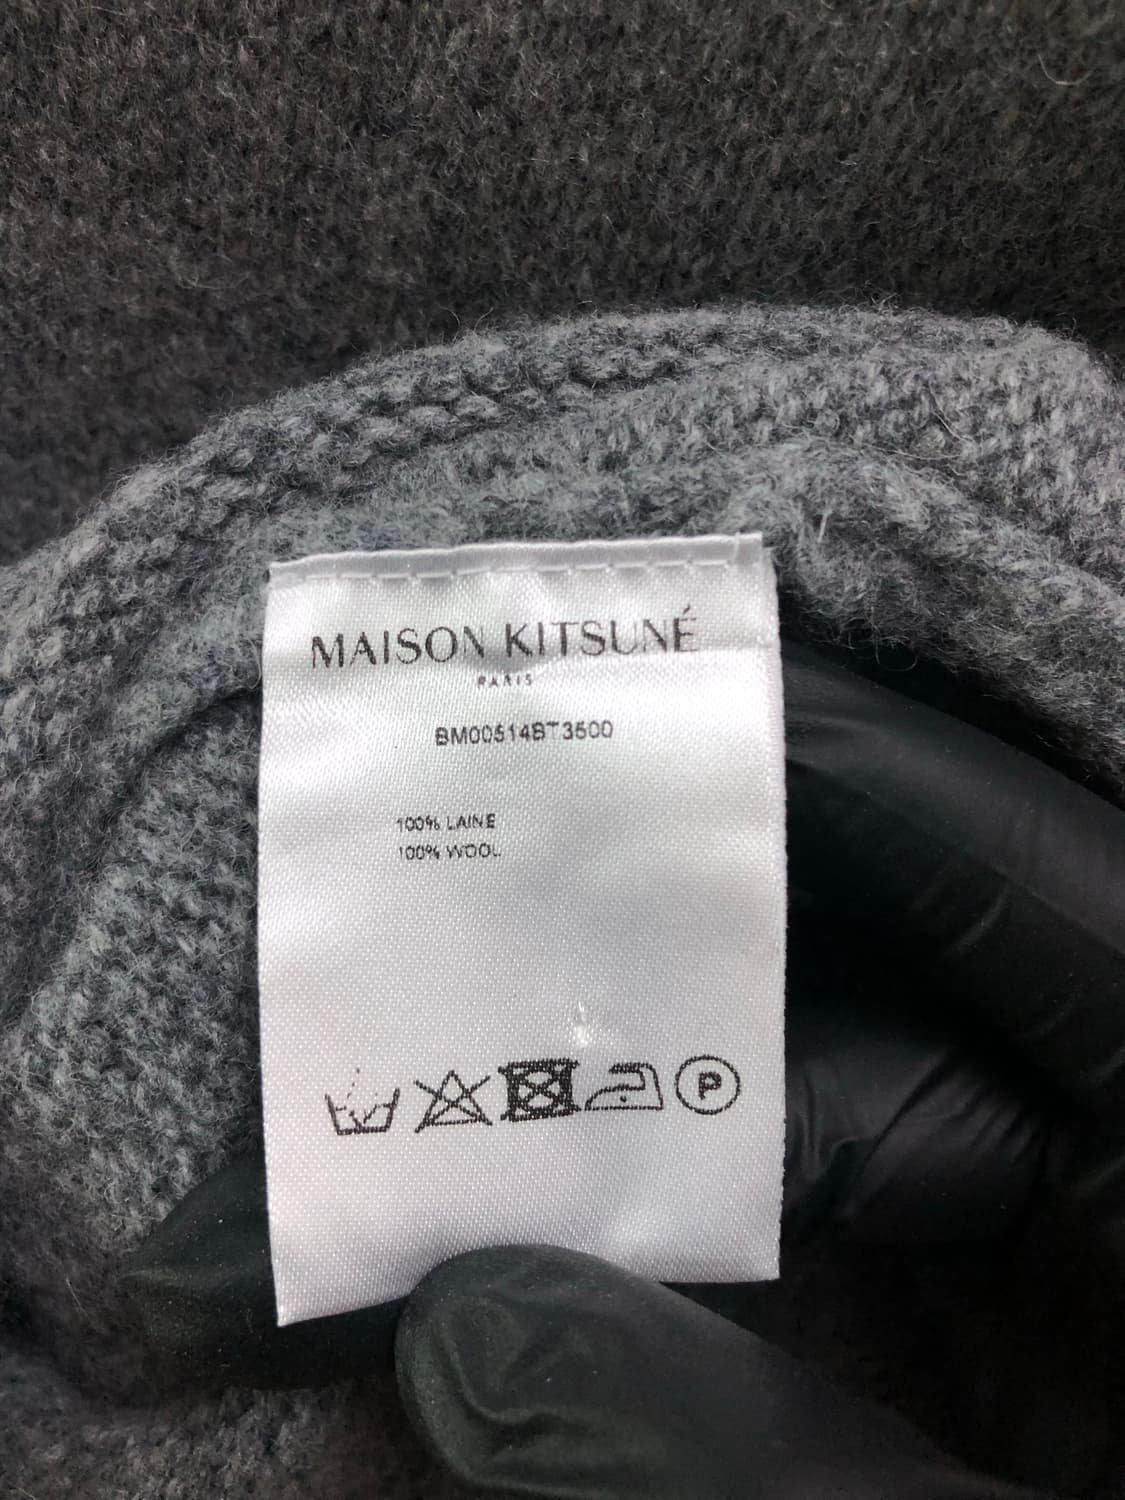 MAISON KITSUNÉ
PARIS
BM00514BT3500
100% LAINE
100% WOOL
P